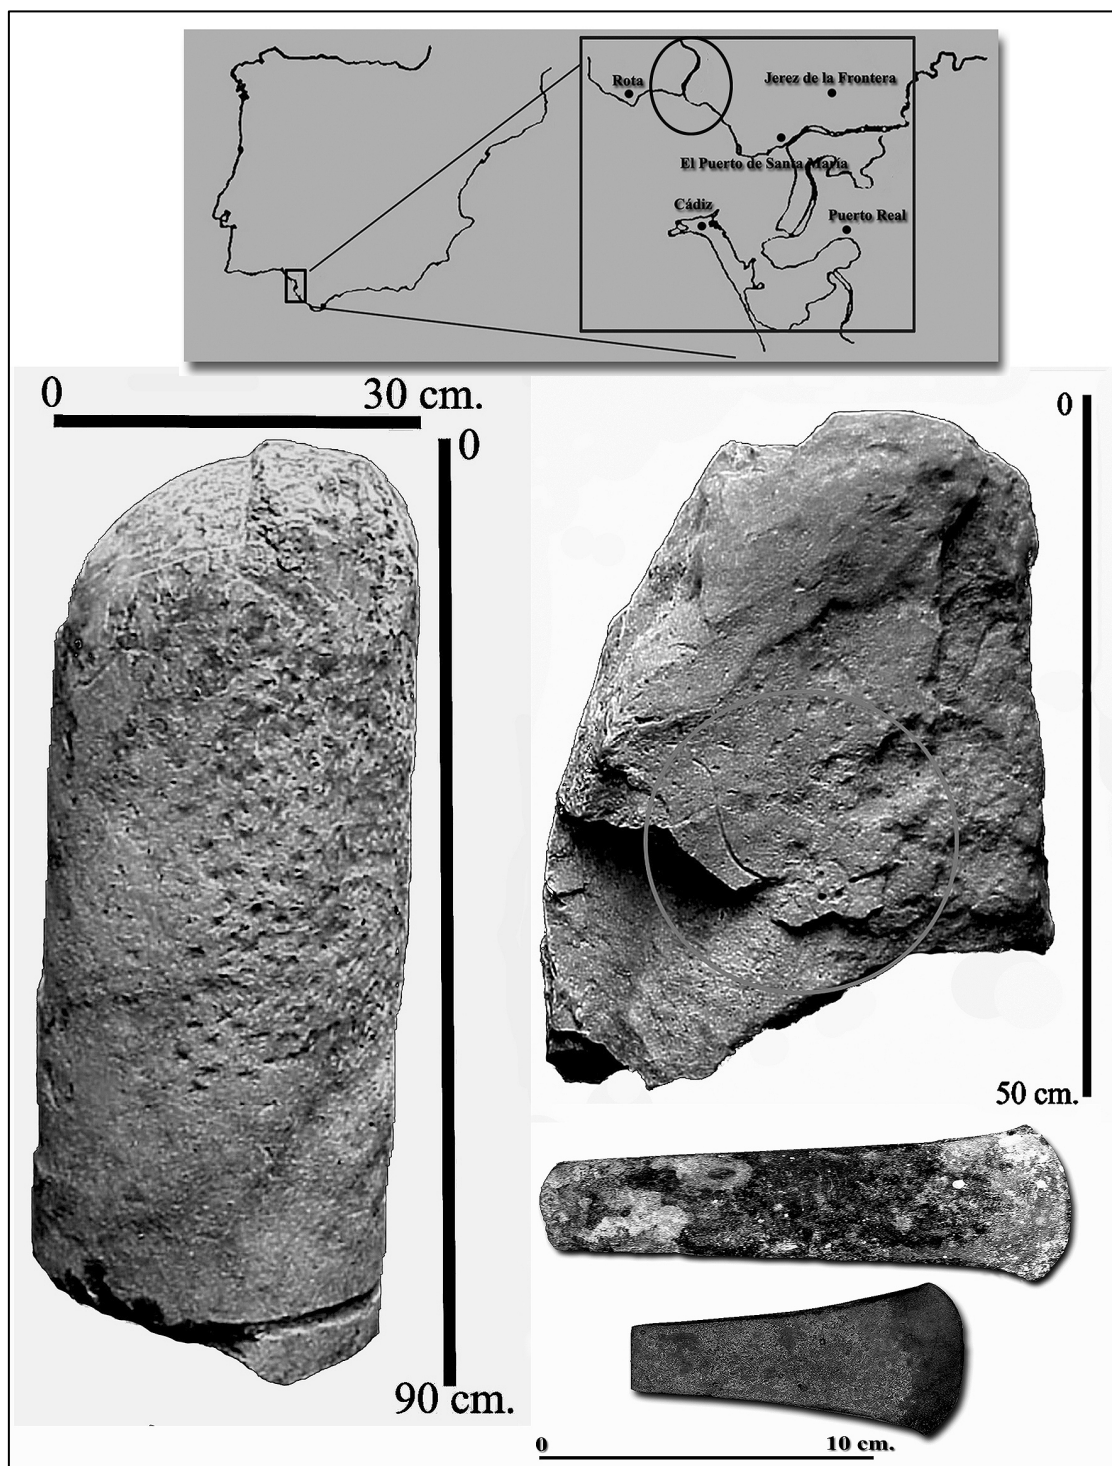 Rota
Jerez de la Frontera
El Puerto de Santa María
Cádiz
Puerto Real
0 30 cm.
0
90 cm.
0
50 cm.
0 10 cm.